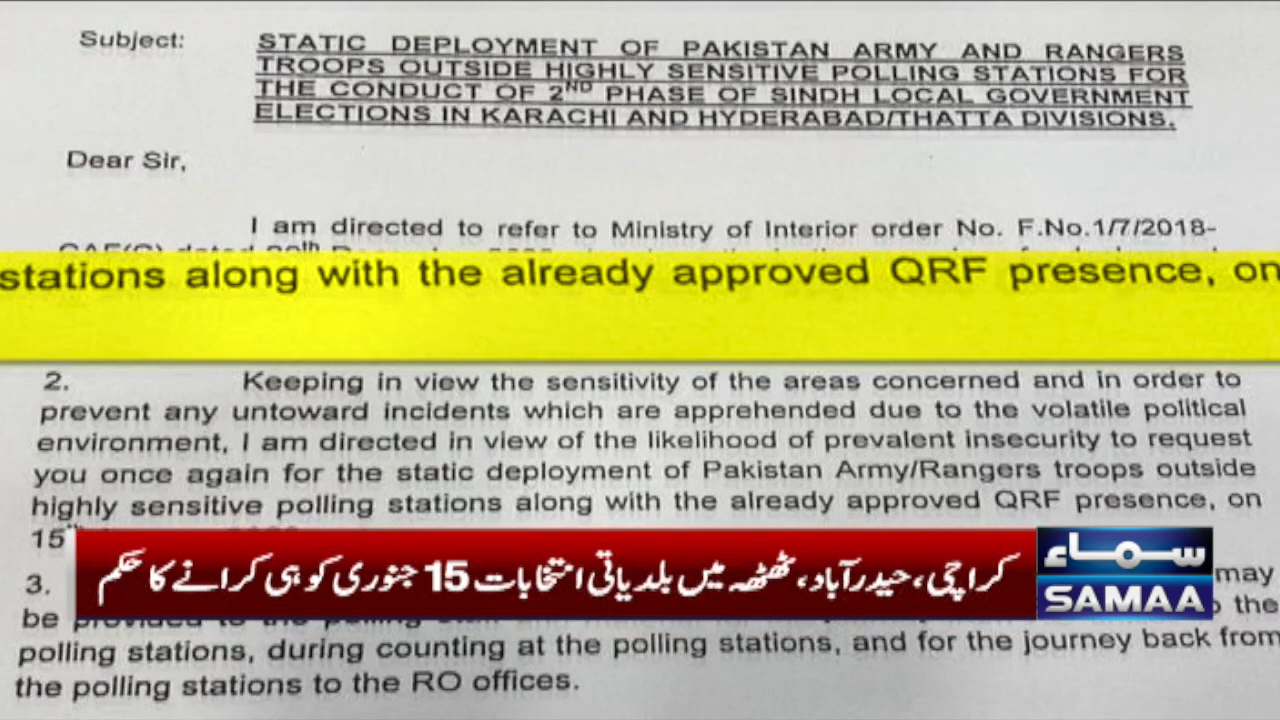 Subject: STATIC DEPLOYMENT OF PAKISTAN ARMY AND RANGERS
TROOPS OUTSIDE HIGHLY SENSITIVE POLLING STATIONS FOR
THE CONDUCT OF 2ND PHASE OF SINDH LOCAL GOVERNMENT
ELECTIONS IN KARACHI AND HYDERABAD/THATTA DIVISIONS.
Dear Sir,
I am directed to refer to Ministry of Interior order No. F.No.1/7/2018-
stations along with the already approved QRF presence, on
2. Keeping in view the sensitivity of the areas concerned and in order to
prevent any untoward incidents which are apprehended due to the volatile political
environment, I am directed in view of the likelihood of prevalent insecurity to request
you once again for the static deployment of Pakistan Army/Rangers troops outside
highly sensitive polling stations along with the already approved QRF presence, on
15
کراچی، حیدرآباد، ٹھٹھہ میں بلدیاتی انتخابات 15 جنوری کو ہی کرانے کا حکم
سماء
SAMAA
3. may
be the
polling stations, during counting at the polling stations, and for the journey back from
the polling stations to the RO offices.